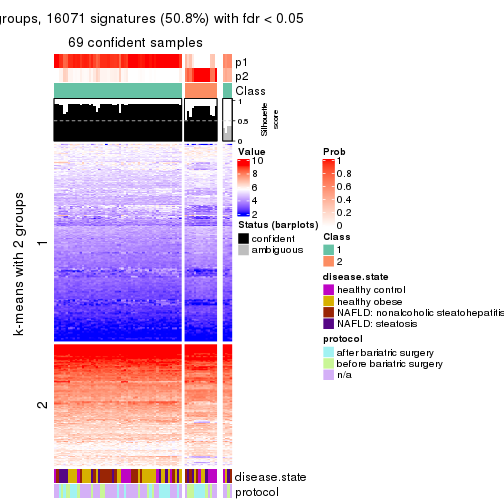 groups, 16071 signatures (50.8%) with fdr < 0.05
69 confident samples
p1
p2
Class
1
0.5
0
Silhouette
score
k-means with 2 groups
1
2
Value
10
8
6
4
2
Status (barplots)
confident
ambiguous
Prob
1
0.8
0.6
0.4
0.2
0
Class
1
2
disease.state
healthy control
healthy obese
NAFLD: nonalcoholic steatohepatitis
NAFLD: steatosis
protocol
after bariatric surgery
before bariatric surgery
n/a
disease.state
protocol